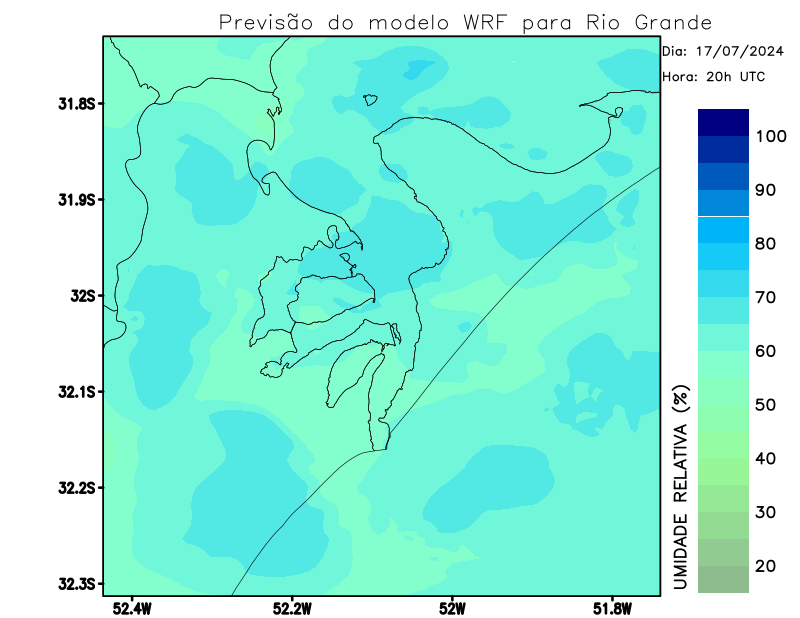 Previsão do modelo WRF para Rio Grande
Dia: 17/07/2024
Hora: 20h UTC
31.8S
31.9S
32S
32.1S
32.2S
32.3S
52.4W
52.2W
52W
51.8W
100
90
80
70
60
50
40
30
20
UMIDADE RELATIVA (%)